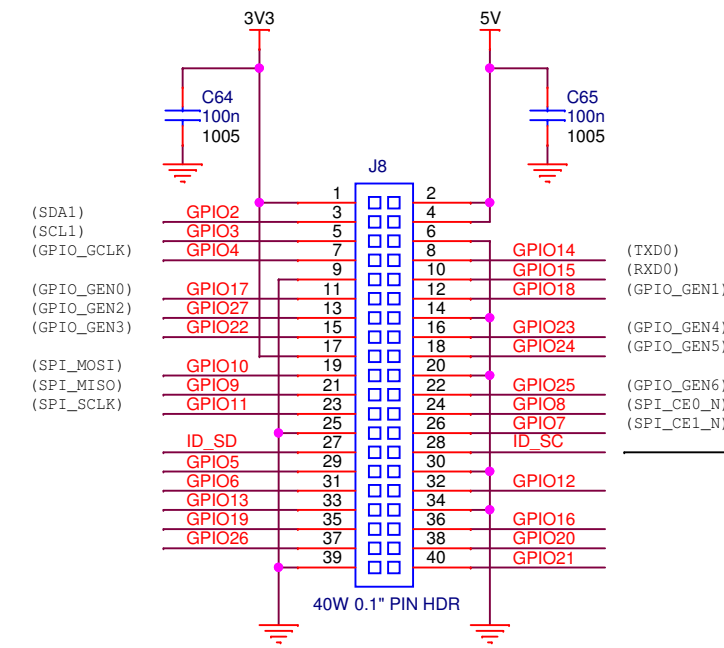 3V3 5V
C64 100n 1005
C65 100n 1005
J8
1 2
(SDA1) GPIO2 3 4
(SCL1) GPIO3 5 6
(GPIO_GCLK) GPIO4 7 8 GPIO14 (TXD0)
9 10 GPIO15 (RXD0)
(GPIO_GEN0) GPIO17 11 12 GPIO18 (GPIO_GEN1)
(GPIO_GEN2) GPIO27 13 14
(GPIO_GEN3) GPIO22 15 16 GPIO23 (GPIO_GEN4)
17 18 GPIO24 (GPIO_GEN5)
(SPI_MOSI) GPIO10 19 20
(SPI_MISO) GPIO9 21 22 GPIO25 (GPIO_GEN6)
(SPI_SCLK) GPIO11 23 24 GPIO8 (SPI_CE0_N)
25 26 GPIO7 (SPI_CE1_N)
ID_SD 27 28 ID_SC
GPIO5 29 30
GPIO6 31 32 GPIO12
GPIO13 33 34
GPIO19 35 36 GPIO16
GPIO26 37 38 GPIO20
39 40 GPIO21
40W 0.1" PIN HDR